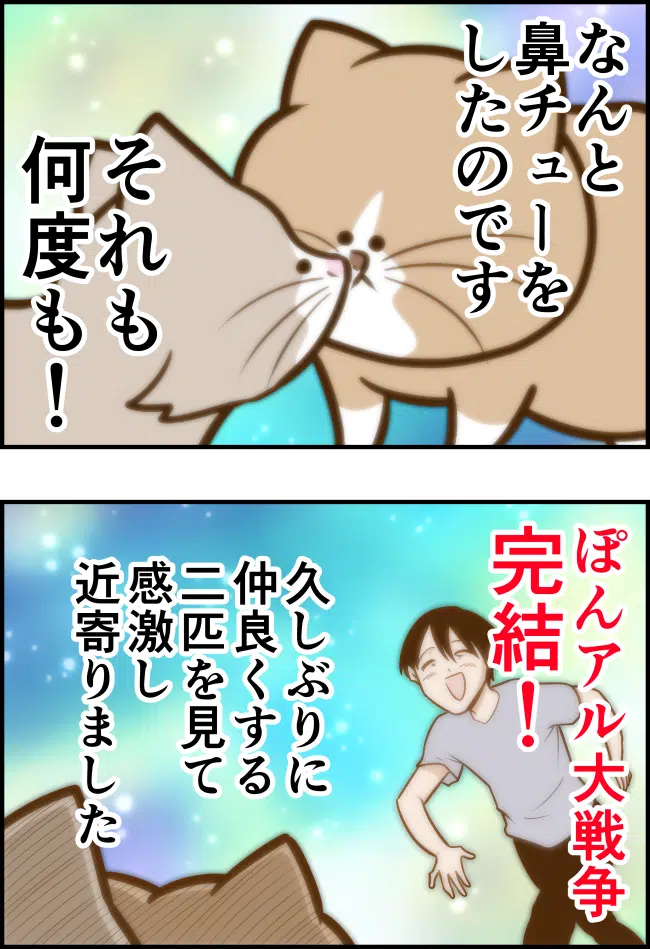 なんと
鼻チューを
したのです
それも
何度も!
ぽんアル大戦争
完結!
久しぶりに
仲良くする
二匹を見て
感激し
近寄りました